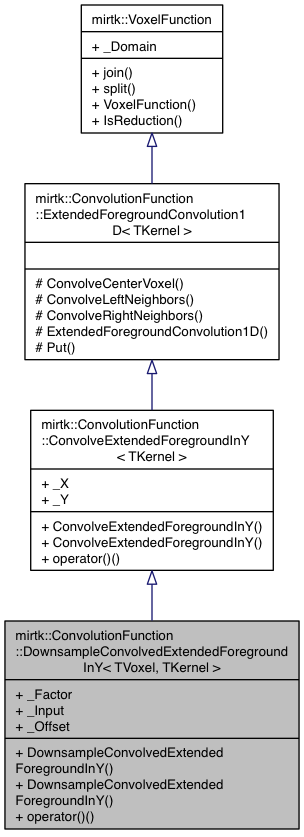 mirtk::VoxelFunction
+ _Domain
+ join()
+ split()
+ VoxelFunction()
+ IsReduction()
mirtk::ConvolutionFunction
::ExtendedForegroundConvolution1
D< TKernel >
# ConvolveCenterVoxel()
# ConvolveLeftNeighbors()
# ConvolveRightNeighbors()
# ExtendedForegroundConvolution1D()
# Put()
mirtk::ConvolutionFunction
::ConvolveExtendedForegroundInY
< TKernel >
+ _X
+ _Y
+ ConvolveExtendedForegroundInY()
+ ConvolveExtendedForegroundInY()
+ operator()()
mirtk::ConvolutionFunction
::DownsampleConvolvedExtendedForeground
InY< TVoxel, TKernel >
+ _Factor
+ _Input
+ _Offset
+ DownsampleConvolvedExtended
ForegroundInY()
+ DownsampleConvolvedExtended
ForegroundInY()
+ operator()()